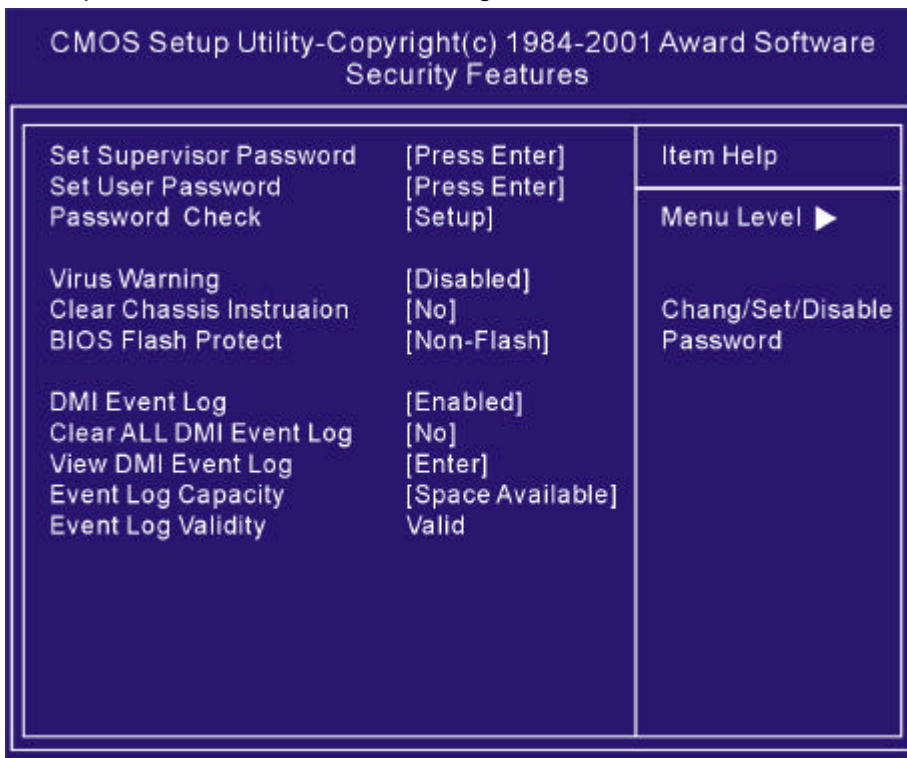 CMOS Setup Utility-Copyright(c) 1984-2001 Award Software
Security Features
Set Supervisor Password [Press Enter]
Set User Password [Press Enter]
Password Check [Setup]
Virus Warning [Disabled]
Clear Chassis Instruaion [No]
BIOS Flash Protect [Non-Flash]
DMI Event Log [Enabled]
Clear ALL DMI Event Log [No]
View DMI Event Log [Enter]
Event Log Capacity [Space Available]
Event Log Validity Valid
Item Help
Menu Level ▶
Chang/Set/Disable
Password